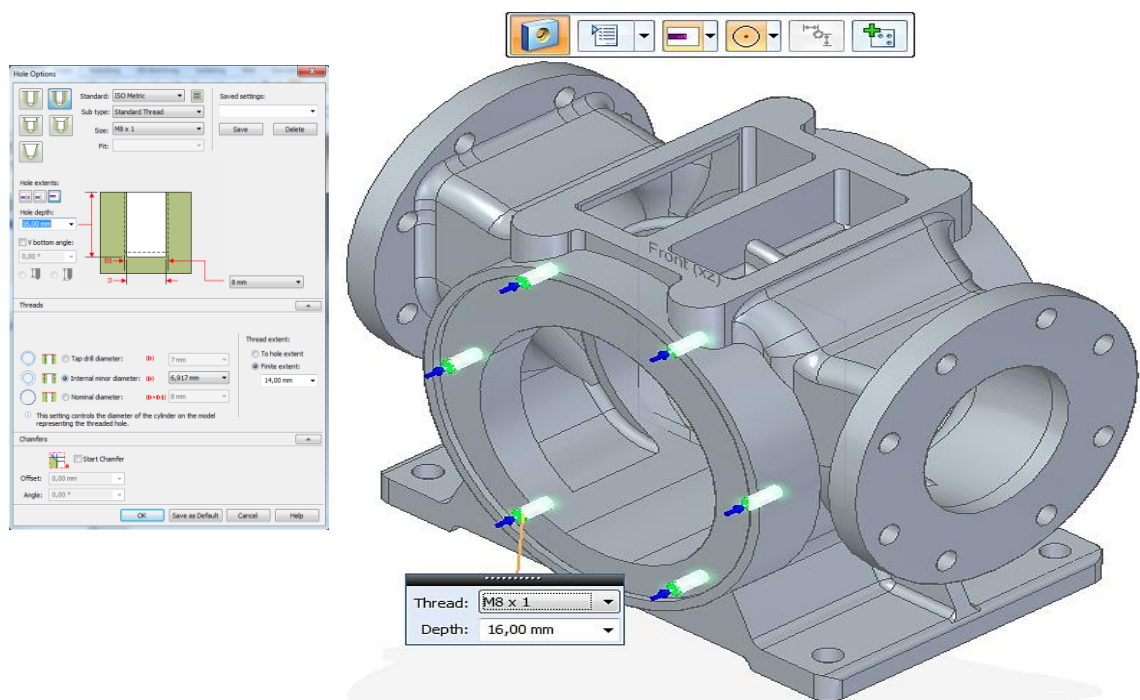 Hole Options
Standard: ISO Metric
Saved settings:
Sub type: Standard Thread
Size: M8 x 1
Save
Delete
Fit:
Hole extents:
Hole depth:
16,00 mm
V bottom angle:
0,00 °
D1
D
8 mm
Threads
Thread extent:
Tap drill diameter: (D) 7 mm
To hole extent
Internal minor diameter: (D) 6,917 mm
Finite extent:
14,00 mm
Nominal diameter: (D=D1) 8 mm
This setting controls the diameter of the cylinder on the model
representing the threaded hole.
Chamfers
Start Chamfer
Offset: 0,00 mm
Angle: 0,00 °
OK
Save as Default
Cancel
Help
Front (xz)
Thread: M8 x 1
Depth: 16,00 mm